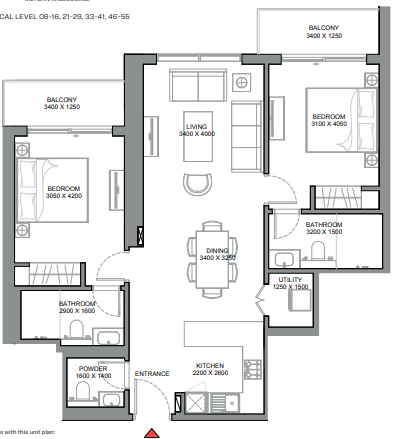 CAL LEVEL 08-16, 21-29, 33-41, 46-55
BALCONY
3400 X 1250
BALCONY
3400 X 1250
BEDROOM
3100 X 4050
LIVING
3400 X 4000
BEDROOM
3050 X 4200
BATHROOM
3200 X 1500
DINING
3400 X 3250
UTILITY
1250 X 1500
BATHROOM
2900 X 1600
POWDER
1600 X 1400
ENTRANCE
KITCHEN
2200 X 2600
s with this unit plan: